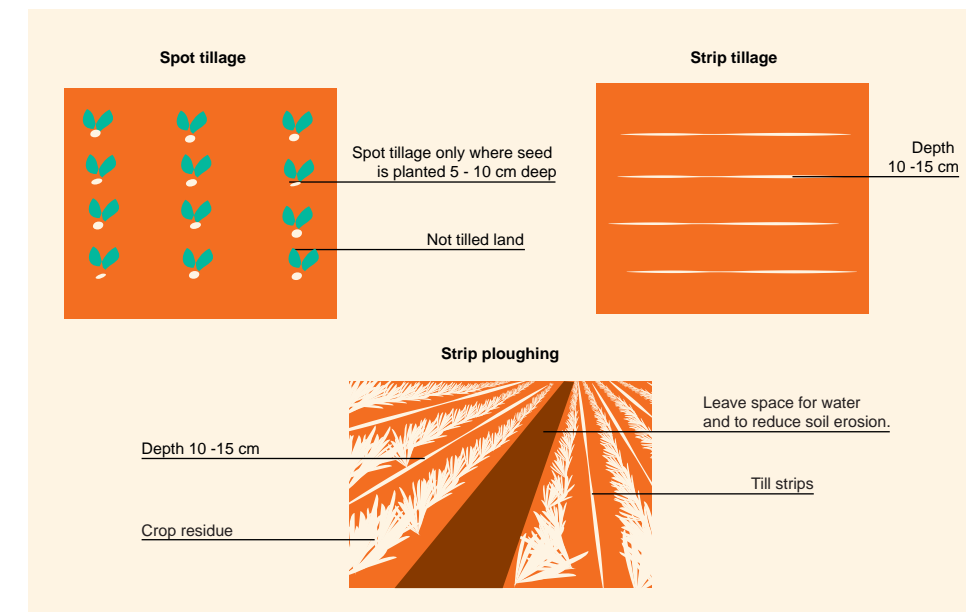 Spot tillage
Strip tillage
Spot tillage only where seed
is planted 5 - 10 cm deep
Depth
10 -15 cm
Not tilled land
Strip ploughing
Leave space for water
and to reduce soil erosion.
Depth 10 -15 cm
Till strips
Crop residue